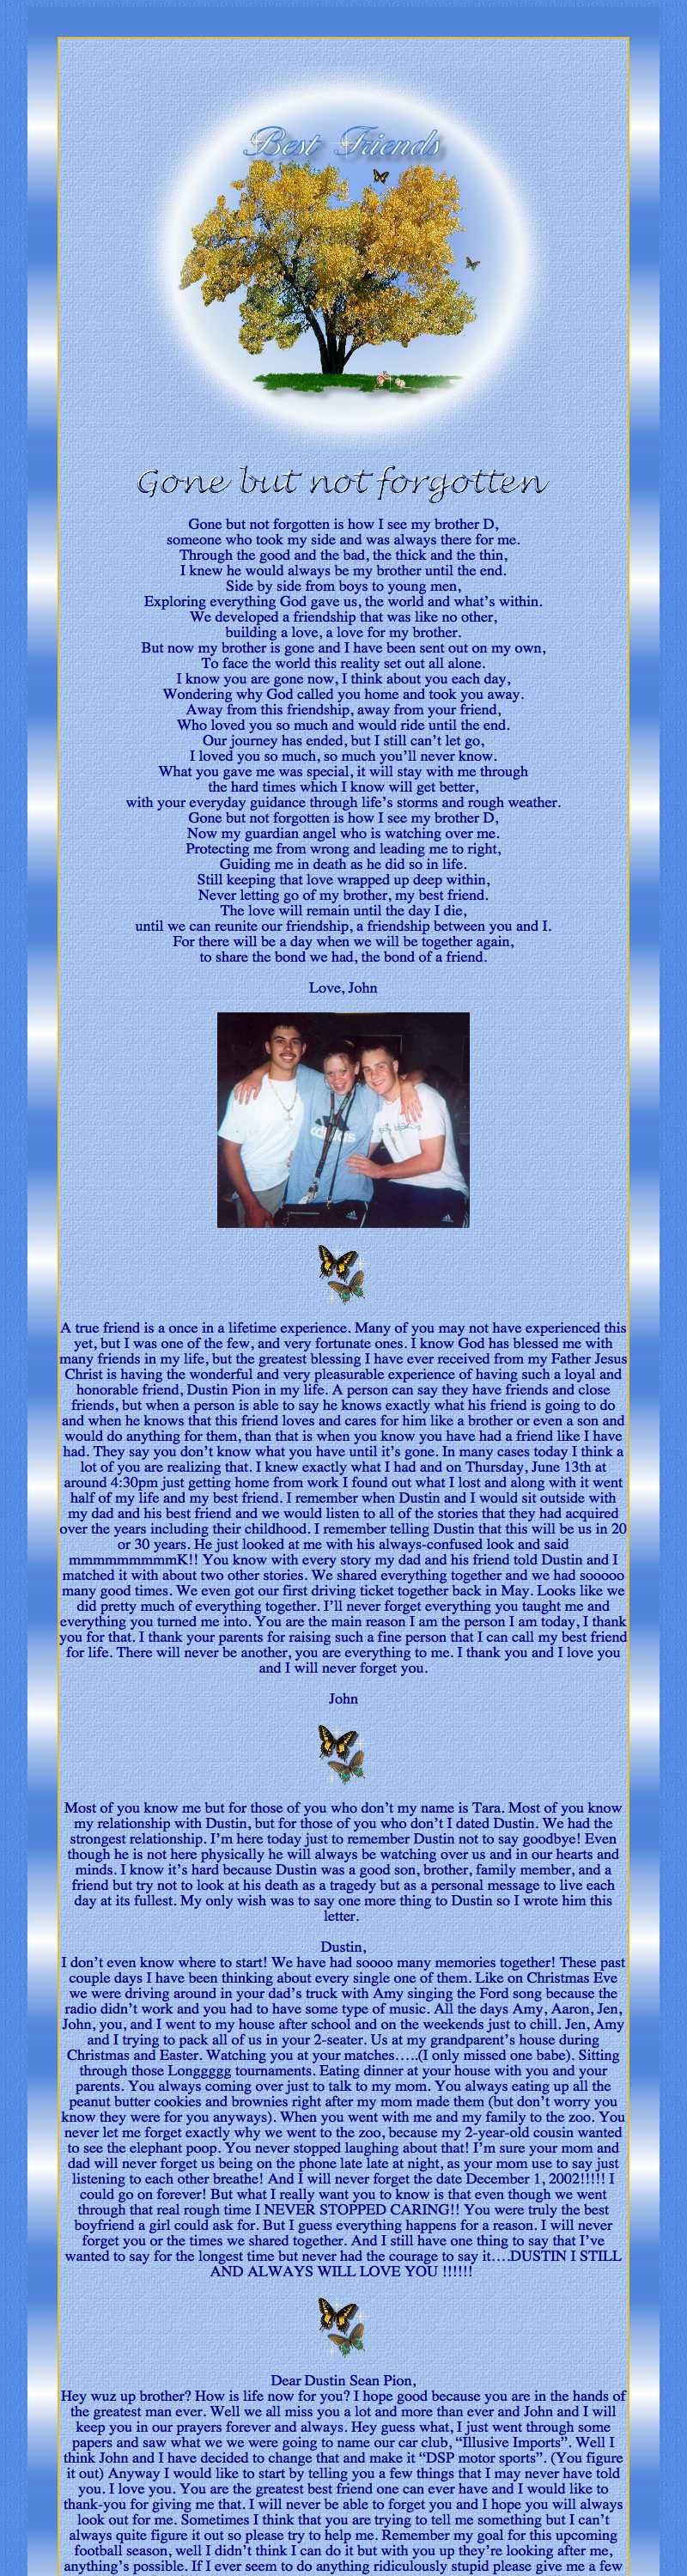 Best Friends
Gone but not forgotten
Gone but not forgotten is how I see my brother D,
someone who took my side and was always there for me.
Through the good and the bad, the thick and the thin,
I knew he would always be my brother until the end.
Side by side from boys to young men,
Exploring everything God gave us, the world and what’s within.
We developed a friendship that was like no other,
building a love, a love for my brother.
But now my brother is gone and I have been sent out on my own,
To face the world this reality set out all alone.
I know you are gone now, I think about you each day,
Wondering why God called you home and took you away.
Away from this friendship, away from your friend,
Who loved you so much and would ride until the end.
Our journey has ended, but I still can’t let go,
I loved you so much, so much you’ll never know.
What you gave me was special, it will stay with me through
the hard times which I know will get better,
with your everyday guidance through life’s storms and rough weather.
Gone but not forgotten is how I see my brother D,
Now my guardian angel who is watching over me.
Protecting me from wrong and leading me to right,
Guiding me in death as he did so in life.
Still keeping that love wrapped up deep within,
Never letting go of my brother, my best friend.
The love will remain until the day I die,
until we can reunite our friendship, a friendship between you and I.
For there will be a day when we will be together again,
to share the bond we had, the bond of a friend.
Love, John
adidas
A true friend is a once in a lifetime experience. Many of you may not have experienced this
yet, but I was one of the few, and very fortunate ones. I know God has blessed me with
many friends in my life, but the greatest blessing I have ever received from my Father Jesus
Christ is having the wonderful and very pleasurable experience of having such a loyal and
honorable friend, Dustin Pion in my life. A person can say they have friends and close
friends, but when a person is able to say he knows exactly what his friend is going to do
and when he knows that this friend loves and cares for him like a brother or even a son and
would do anything for them, than that is when you know you have had a friend like I have
had. They say you don’t know what you have until it’s gone. In many cases today I think a
lot of you are realizing that. I knew exactly what I had and on Thursday, June 13th at
around 4:30pm just getting home from work I found out what I lost and along with it went
half of my life and my best friend. I remember when Dustin and I would sit outside with
my dad and his best friend and we would listen to all of the stories that they had acquired
over the years including their childhood. I remember telling Dustin that this will be us in 20
or 30 years. He just looked at me with his always-confused look and said
mmmmmmmmmK!! You know with every story my dad and his friend told Dustin and I
matched it with about two other stories. We shared everything together and we had sooooo
many good times. We even got our first driving ticket together back in May. Looks like we
did pretty much of everything together. I’ll never forget everything you taught me and
everything you turned me into. You are the main reason I am the person I am today, I thank
you for that. I thank your parents for raising such a fine person that I can call my best friend
for life. There will never be another, you are everything to me. I thank you and I love you
and I will never forget you.
John
Most of you know me but for those of you who don’t my name is Tara. Most of you know
my relationship with Dustin, but for those of you who don’t I dated Dustin. We had the
strongest relationship. I’m here today just to remember Dustin not to say goodbye! Even
though he is not here physically he will always be watching over us and in our hearts and
minds. I know it’s hard because Dustin was a good son, brother, family member, and a
friend but try not to look at his death as a tragedy but as a personal message to live each
day at its fullest. My only wish was to say one more thing to Dustin so I wrote him this
letter.
Dustin,
I don’t even know where to start! We have had soooo many memories together! These past
couple days I have been thinking about every single one of them. Like on Christmas Eve
we were driving around in your dad’s truck with Amy singing the Ford song because the
radio didn’t work and you had to have some type of music. All the days Amy, Aaron, Jen,
John, you, and I went to my house after school and on the weekends just to chill. Jen, Amy
and I trying to pack all of us in your 2-seater. Us at my grandparent’s house during
Christmas and Easter. Watching you at your matches…..(I only missed one babe). Sitting
through those Longgggg tournaments. Eating dinner at your house with you and your
parents. You always coming over just to talk to my mom. You always eating up all the
peanut butter cookies and brownies right after my mom made them (but don’t worry you
know they were for you anyways). When you went with me and my family to the zoo. You
never let me forget exactly why we went to the zoo, because my 2-year-old cousin wanted
to see the elephant poop. You never stopped laughing about that! I’m sure your mom and
dad will never forget us being on the phone late late at night, as your mom use to say just
listening to each other breathe! And I will never forget the date December 1, 2002!!!!! I
could go on forever! But what I really want you to know is that even though we went
through that real rough time I NEVER STOPPED CARING!! You were truly the best
boyfriend a girl could ask for. But I guess everything happens for a reason. I will never
forget you or the times we shared together. And I still have one thing to say that I’ve
wanted to say for the longest time but never had the courage to say it….DUSTIN I STILL
AND ALWAYS WILL LOVE YOU !!!!!!
Dear Dustin Sean Pion,
Hey wuz up brother? How is life now for you? I hope good because you are in the hands of
the greatest man ever. Well we all miss you a lot and more than ever and John and I will
keep you in our prayers forever and always. Hey guess what, I just went through some
papers and saw what we we were going to name our car club, “Illusive Imports”. Well I
think John and I have decided to change that and make it “DSP motor sports”. (You figure
it out) Anyway I would like to start by telling you a few things that I may never have told
you. I love you. You are the greatest best friend one can ever have and I would like to
thank-you for giving me that. I will never be able to forget you and I hope you will always
look out for me. Sometimes I think that you are trying to tell me something but I can’t
always quite figure it out so please try to help me. Remember my goal for this upcoming
football season, well I didn’t think I can do it but with you up they’re looking after me,
anything’s possible. If I ever seem to do anything ridiculously stupid please give me a few